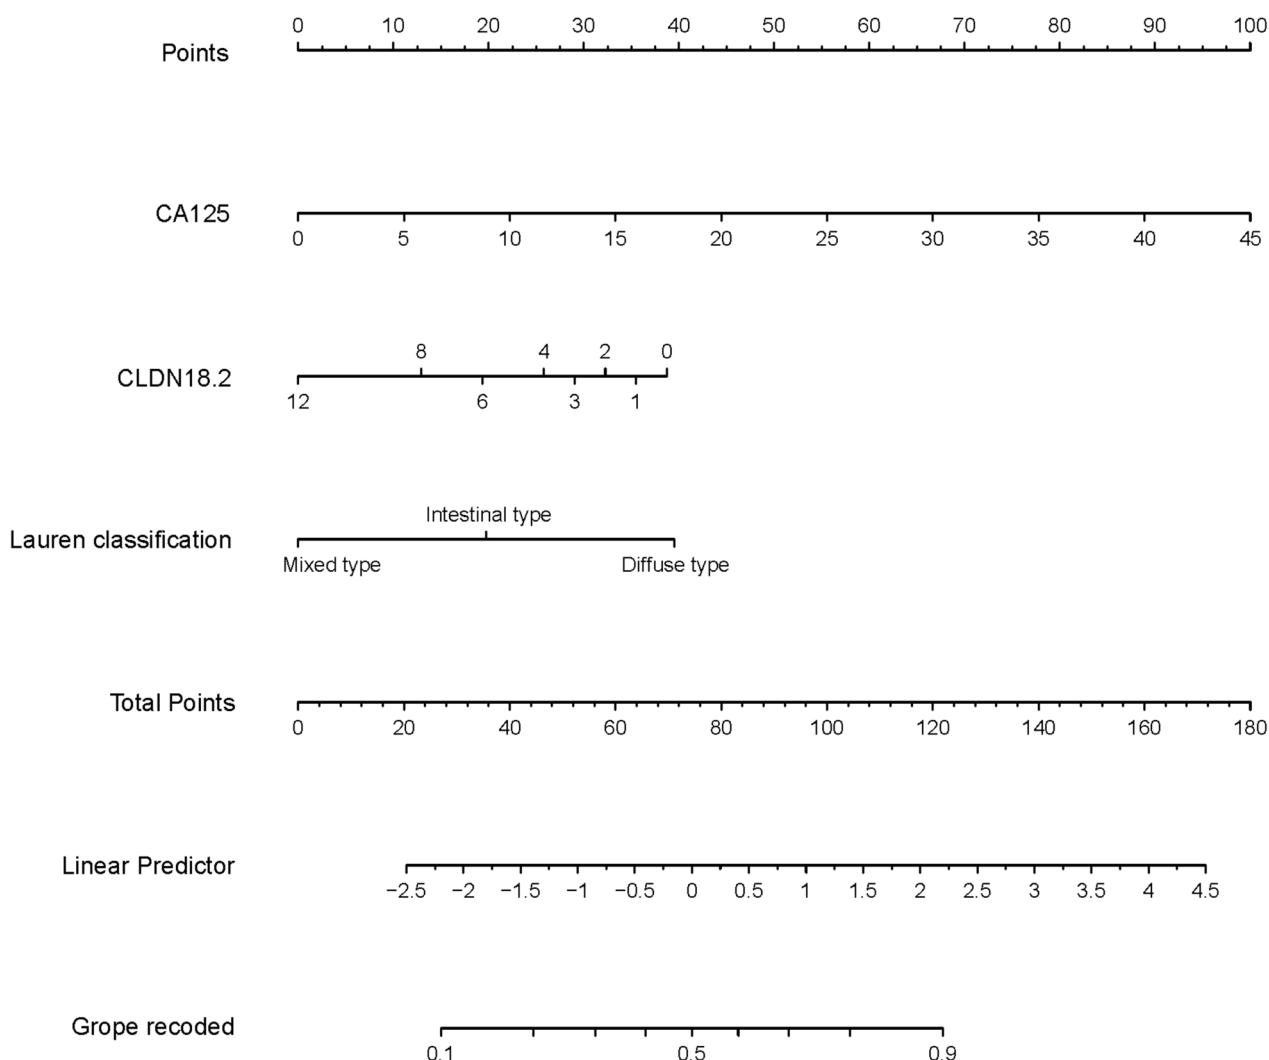 0 10 20 30 40 50 60 70 80 90 100
Points
CA125
0 5 10 15 20 25 30 35 40 45
8 4 2 0
CLDN18.2
12 6 3 1
Intestinal type
Lauren classification
Mixed type Diffuse type
Total Points
0 20 40 60 80 100 120 140 160 180
Linear Predictor
−2.5 −2 −1.5 −1 −0.5 0 0.5 1 1.5 2 2.5 3 3.5 4 4.5
Grope recoded
0.1 0.5 0.9